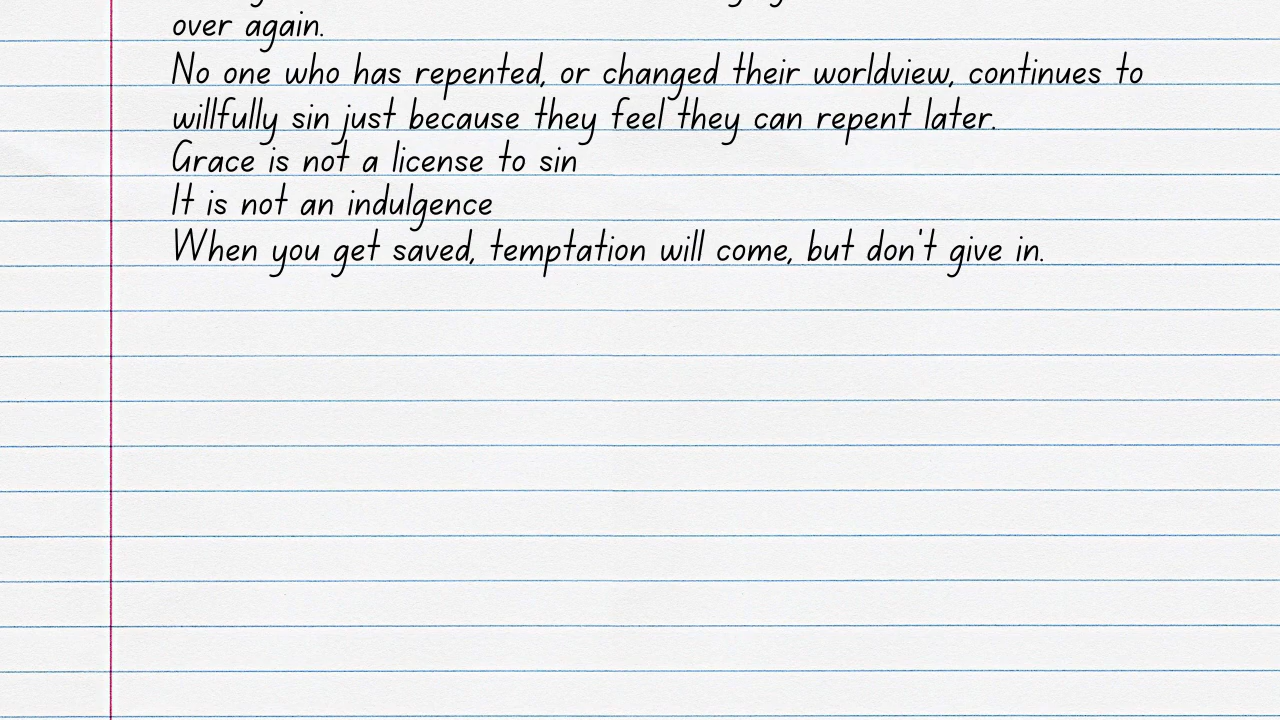 over again.
No one who has repented, or changed their worldview, continues to
willfully sin just because they feel they can repent later.
Grace is not a license to sin
It is not an indulgence
When you get saved, temptation will come, but don't give in.